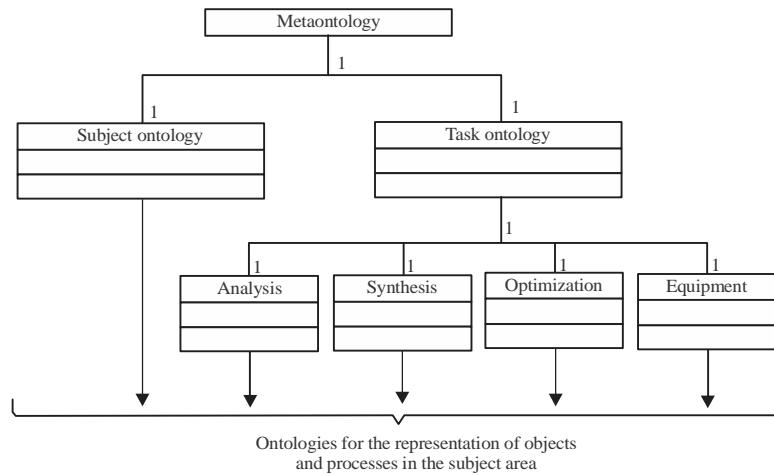 Metaontology
1
1
1
Subject ontology
Task ontology
1
1
1
1
1
Analysis
Synthesis
Optimization
Equipment
Ontologies for the representation of objects
and processes in the subject area